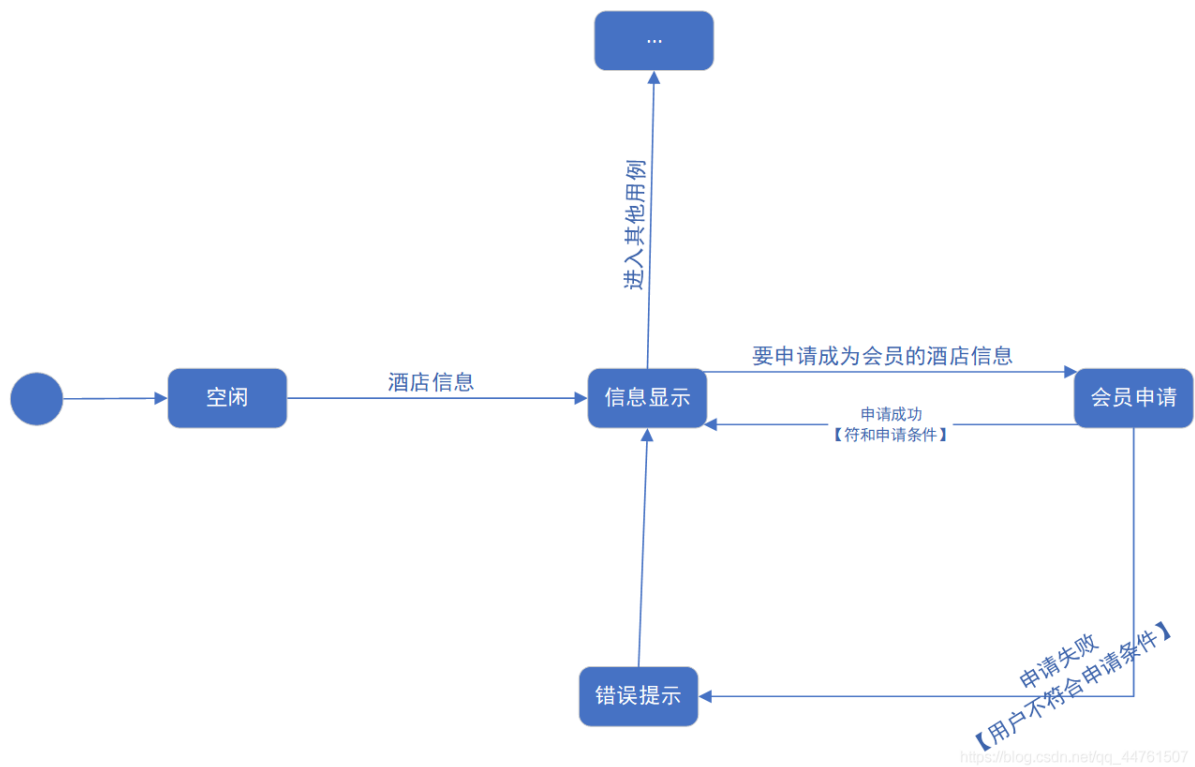 ...
进入其他用例
要申请成为会员的酒店信息
酒店信息
空闲
信息显示
会员申请
申请成功
【符和申请条件】
申请失败
【用户不符合申请条件】
错误提示
https://blog.csdn.net/qq_44761507